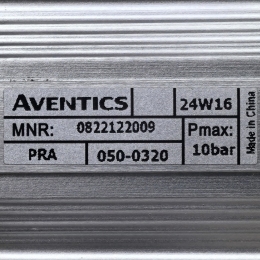 AVENTICS 24W16
MNR: 0822122009 Pmax:
PRA 050-0320 10bar
Made in China